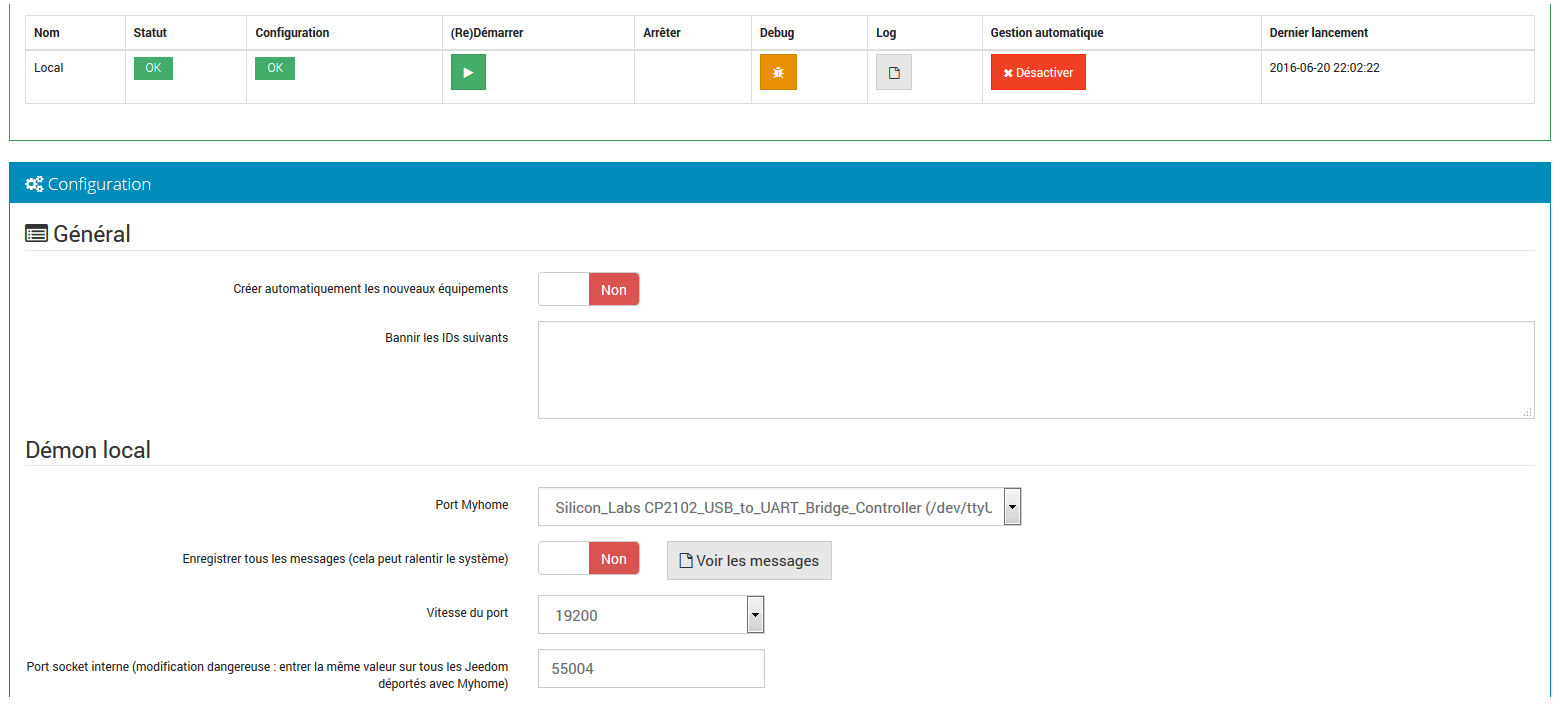 Nom Statut Configuration (Re)Démarrer Arrêter Debug Log Gestion automatique Dernier lancement
Local OK OK Désactiver 2016-06-20 22:02:22
Configuration
Général
Créer automatiquement les nouveaux équipements Non
Bannir les IDs suivants
Démon local
Port Myhome Silicon_Labs CP2102_USB_to_UART_Bridge_Controller (/dev/ttyU
Enregistrer tous les messages (cela peut ralentir le système) Non Voir les messages
Vitesse du port 19200
Port socket interne (modification dangereuse : entrer la même valeur sur tous les Jeedom 55004
déportés avec Myhome)